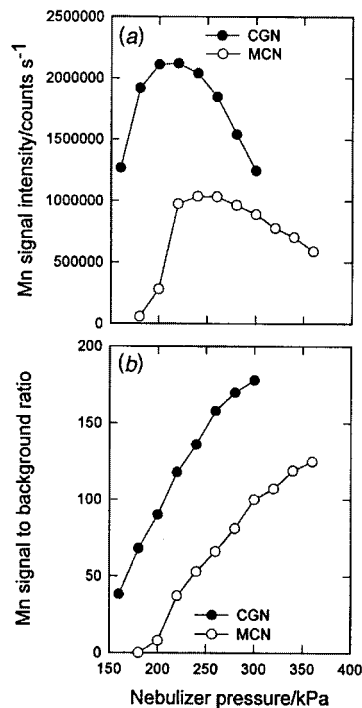 (a)
CGN
MCN
2500000
2000000
1500000
1000000
500000
0
Mn signal intensity/counts s⁻¹
(b)
200
150
100
50
0
Mn signal to background ratio
CGN
MCN
150 200 250 300 350 400
Nebulizer pressure/kPa